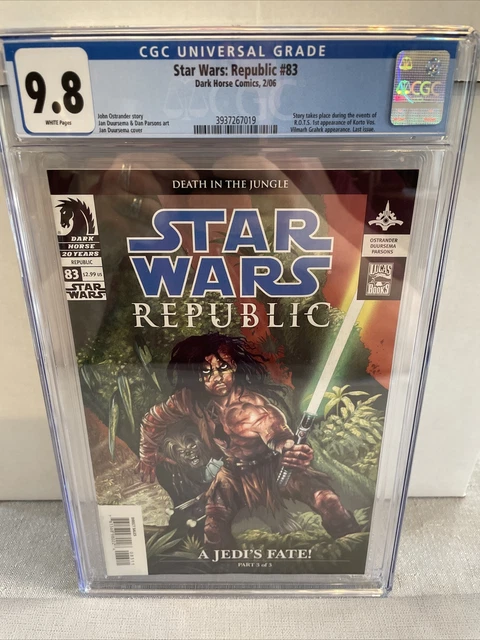 CGC UNIVERSAL GRADE
9.8
WHITE Pages
Star Wars: Republic #83
Dark Horse Comics, 2/06
John Ostrander story
Jan Duursema & Dan Parsons art
Jan Duursema cover
3937267019
Story takes place during the events of
R.O.T.S. 1st appearance of Korto Vos.
Vilmarh Grahrk appearance. Last issue.
CGC
DEATH IN THE JUNGLE
DARK
HORSE
20 YEARS
REPUBLIC
83
$2.99 US
STAR
WARS
STAR
WARS
REPUBLIC
OSTRANDER
DUURSEMA
PARSONS
LUCAS
BOOKS
A JEDI'S FATE!
PART 3 of 3